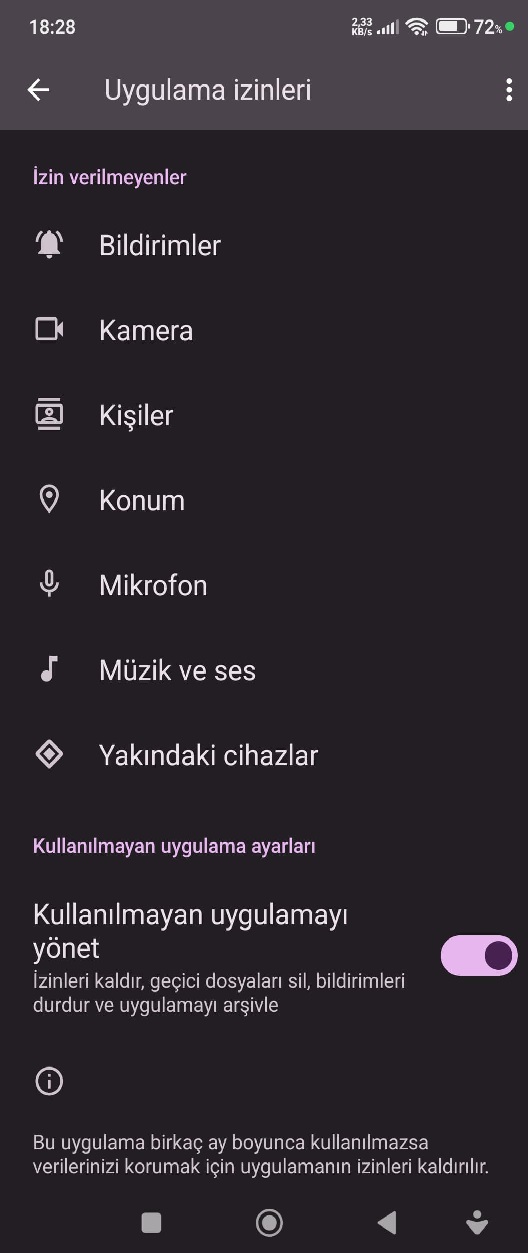 18:28
2,33
KB/s
72%
Uygulama izinleri
İzin verilmeyenler
Bildirimler
Kamera
Kişiler
Konum
Mikrofon
Müzik ve ses
Yakındaki cihazlar
Kullanılmayan uygulama ayarları
Kullanılmayan uygulamayı
yönet
İzinleri kaldır, geçici dosyaları sil, bildirimleri
durdur ve uygulamayı arşivle
Bu uygulama birkaç ay boyunca kullanılmazsa
verilerinizi korumak için uygulamanın izinleri kaldırılır.